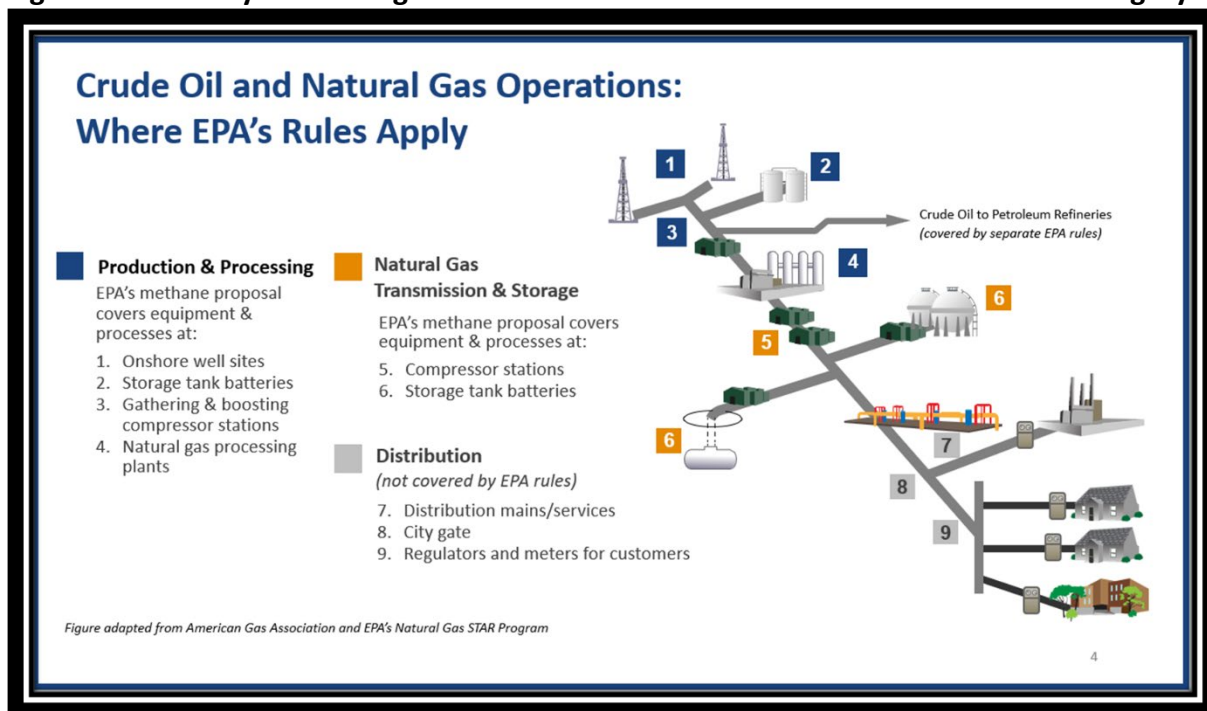 Crude Oil and Natural Gas Operations:
Where EPA's Rules Apply
1
2
3
4
Crude Oil to Petroleum Refineries
(covered by separate EPA rules)
Production & Processing
EPA's methane proposal
covers equipment &
processes at:
1. Onshore well sites
2. Storage tank batteries
3. Gathering & boosting
compressor stations
4. Natural gas processing
plants
Natural Gas
Transmission & Storage
EPA's methane proposal covers
equipment & processes at:
5. Compressor stations
6. Storage tank batteries
Distribution
(not covered by EPA rules)
7. Distribution mains/services
8. City gate
9. Regulators and meters for customers
6
5
6
7
8
9
Figure adapted from American Gas Association and EPA's Natural Gas STAR Program
4